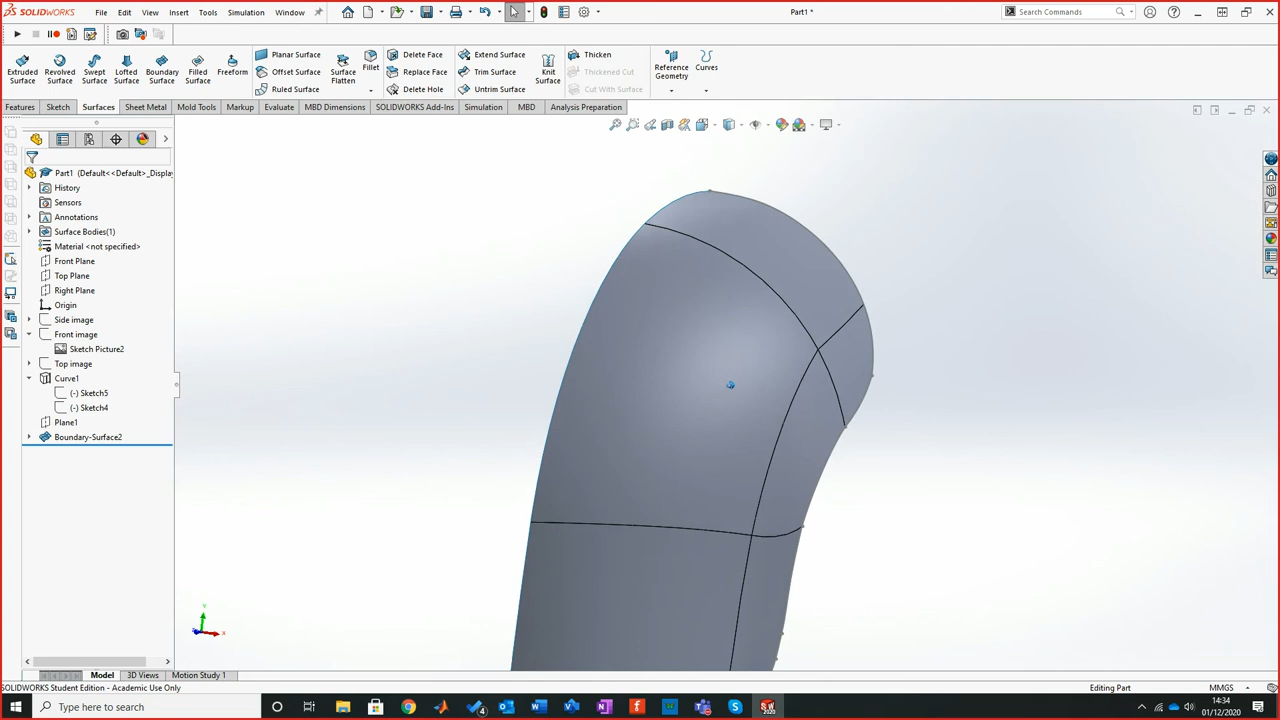 SOLIDWORKS File Edit View Insert Tools Simulation Window Part1 * Search Commands
Extruded Surface
Revolved Surface
Swept Surface
Lofted Surface
Boundary Surface
Filled Surface
Freeform
Planar Surface
Offset Surface
Ruled Surface
Surface Flatten
Fillet
Delete Face
Replace Face
Delete Hole
Extend Surface
Trim Surface
Untrim Surface
Knit Surface
Thicken
Thickened Cut
Cut With Surface
Reference Geometry
Curves
Features Sketch Surfaces Sheet Metal Mold Tools Markup Evaluate MBD Dimensions SOLIDWORKS Add-Ins Simulation MBD Analysis Preparation
Part1 (Default<<Default>_Display
History
Sensors
Annotations
Surface Bodies(1)
Material <not specified>
Front Plane
Top Plane
Right Plane
Origin
Side image
Front image
Sketch Picture2
Top image
Curve1
(-) Sketch5
(-) Sketch4
Plane1
Boundary-Surface2
Y
X
Model 3D Views Motion Study 1
SOLIDWORKS Student Edition - Academic Use Only Editing Part MMGS
Type here to search
14:34
01/12/2020